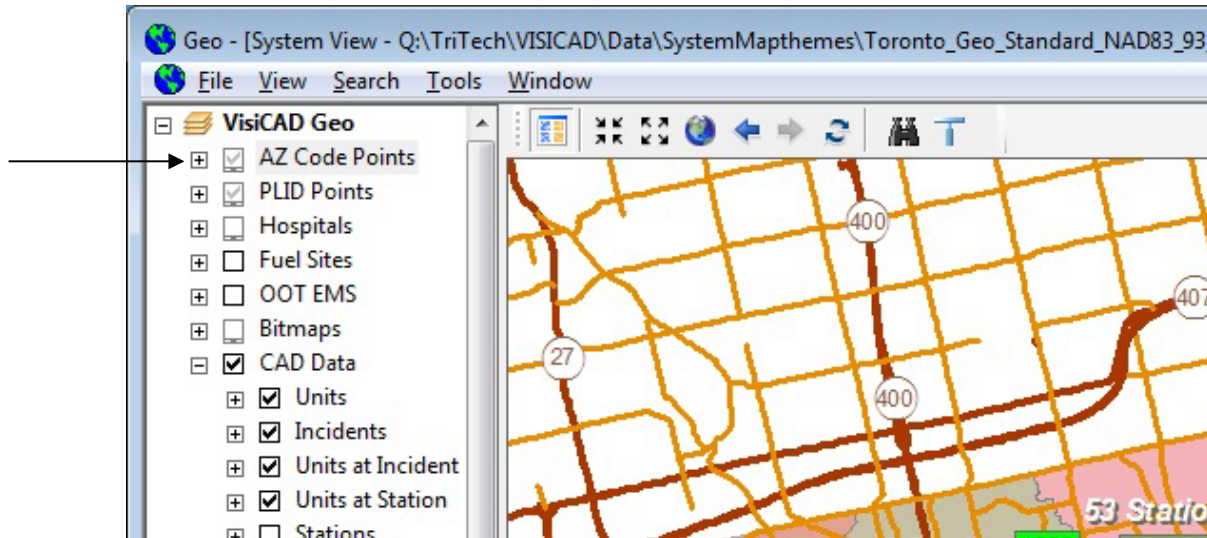 Geo - [System View - Q:\TriTech\VISICAD\Data\SystemMapthemes\Toronto_Geo_Standard_NAD83_93
File View Search Tools Window
VisiCAD Geo
AZ Code Points
PLID Points
Hospitals
Fuel Sites
OOT EMS
Bitmaps
CAD Data
Units
Incidents
Units at Incident
Units at Station
Stations
400
407
27
400
53 Statio